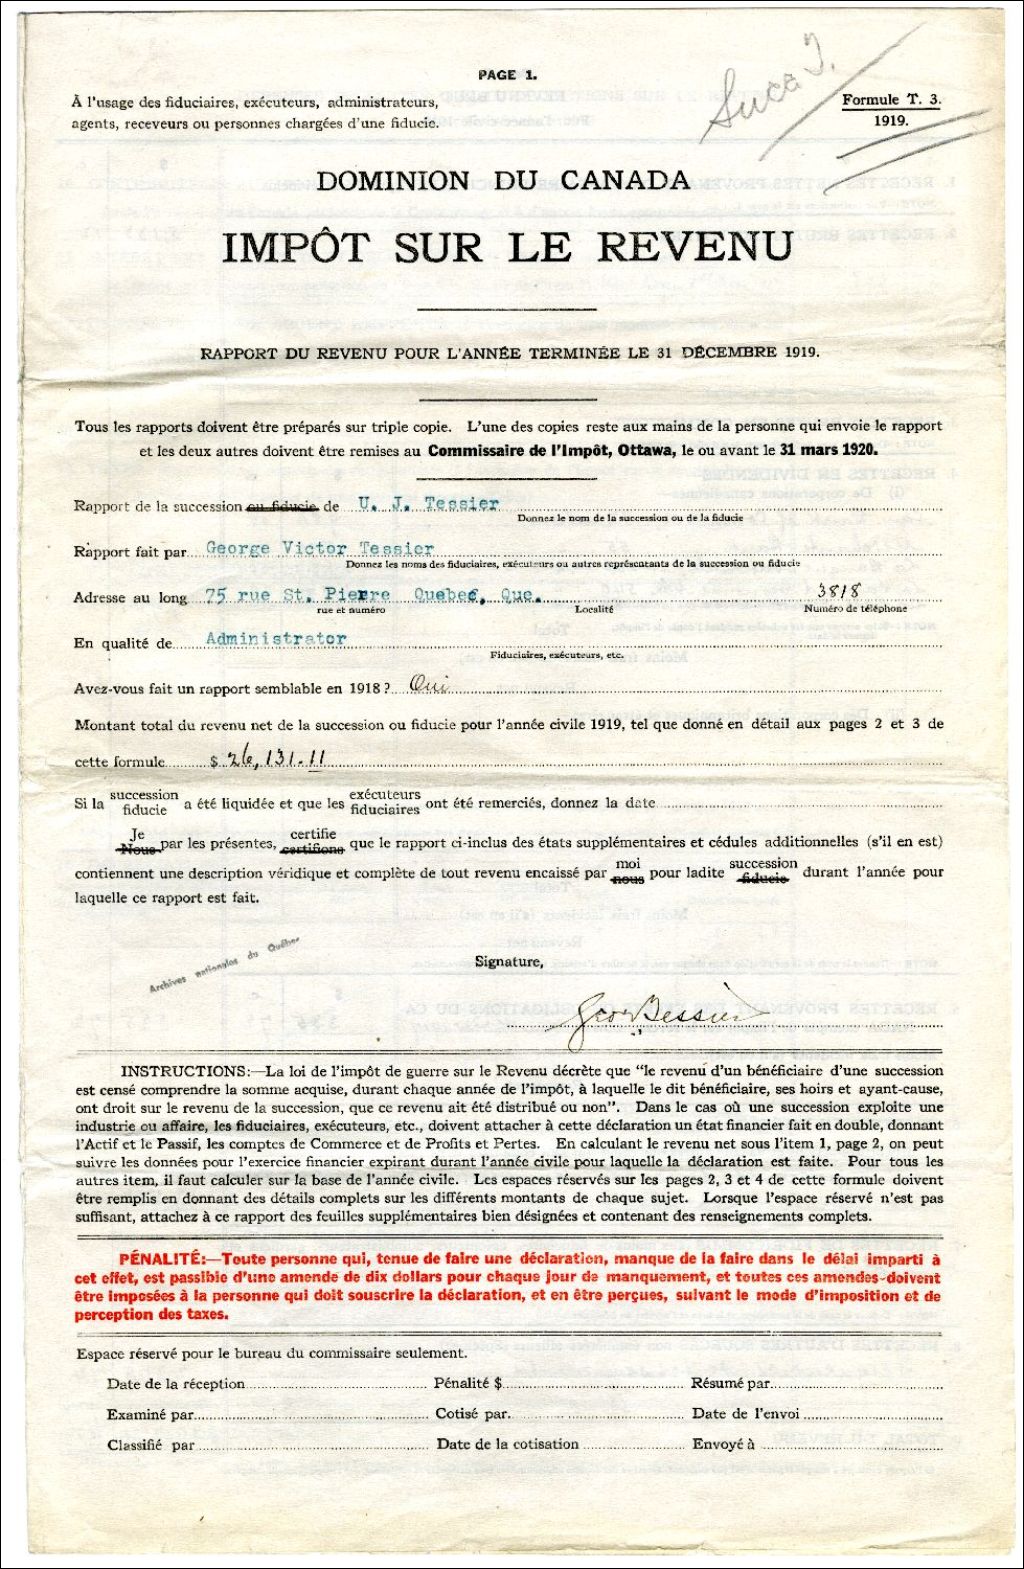 PAGE 1.
À l'usage des fiduciaires, exécuteurs, administrateurs,
agents, receveurs ou personnes chargées d'une fiducie.
Formule T. 3.
1919.
DOMINION DU CANADA
IMPÔT SUR LE REVENU
RAPPORT DU REVENU POUR L'ANNÉE TERMINÉE LE 31 DÉCEMBRE 1919.
Tous les rapports doivent être préparés sur triple copie. L'une des copies reste aux mains de la personne qui envoie le rapport
et les deux autres doivent être remises au Commissaire de l'Impôt, Ottawa, le ou avant le 31 mars 1920.
Rapport de la succession ou fiducie de U. J. Tessier
Donnez le nom de la succession ou de la fiducie
Rapport fait par George Victor Tessier
Donnez les noms des fiduciaires, exécuteurs ou autres représentants de la succession ou fiducie
Adresse au long 75 rue St. Pierre Quebec, Que. 3818
rue et numéro Localité Numéro de téléphone
En qualité de Administrator
Fiduciaires, exécuteurs, etc.
Avez-vous fait un rapport semblable en 1918? Oui
Montant total du revenu net de la succession ou fiducie pour l'année civile 1919, tel que donné en détail aux pages 2 et 3 de
cette formule $ 26,131.11
Si la succession fiducie a été liquidée et que les exécuteurs fiduciaires ont été remerciés, donnez la date
Je Nous par les présentes, certifie certifions que le rapport ci-inclus des états supplémentaires et cédules additionnelles (s'il en est)
contiennent une description véridique et complète de tout revenu encaissé par moi nous pour ladite succession fiducie durant l'année pour
laquelle ce rapport est fait.
Archives nationales du Québec
Signature,
INSTRUCTIONS:—La loi de l'impôt de guerre sur le Revenu décrète que "le revenu d'un bénéficiaire d'une succession
est censé comprendre la somme acquise, durant chaque année de l'impôt, à laquelle le dit bénéficiaire, ses hoirs et ayant-cause,
ont droit sur le revenu de la succession, que ce revenu ait été distribué ou non". Dans le cas où une succession exploite une
industrie ou affaire, les fiduciaires, exécuteurs, etc., doivent attacher à cette déclaration un état financier fait en double, donnant
l'Actif et le Passif, les comptes de Commerce et de Profits et Pertes. En calculant le revenu net sous l'item 1, page 2, on peut
suivre les données pour l'exercice financier expirant durant l'année civile pour laquelle la déclaration est faite. Pour tous les
autres item, il faut calculer sur la base de l'année civile. Les espaces réservés sur les pages 2, 3 et 4 de cette formule doivent
être remplis en donnant des détails complets sur les différents montants de chaque sujet. Lorsque l'espace réservé n'est pas
suffisant, attachez à ce rapport des feuilles supplémentaires bien désignées et contenant des renseignements complets.
PÉNALITÉ:—Toute personne qui, tenue de faire une déclaration, manque de la faire dans le délai imparti à
cet effet, est passible d'une amende de dix dollars pour chaque jour de manquement, et toutes ces amendes doivent
être imposées à la personne qui doit souscrire la déclaration, et en être perçues, suivant le mode d'imposition et de
perception des taxes.
Espace réservé pour le bureau du commissaire seulement.
Date de la réception Pénalité $ Résumé par
Examiné par Cotisé par. Date de l'envoi
Classifié par Date de la cotisation Envoyé à